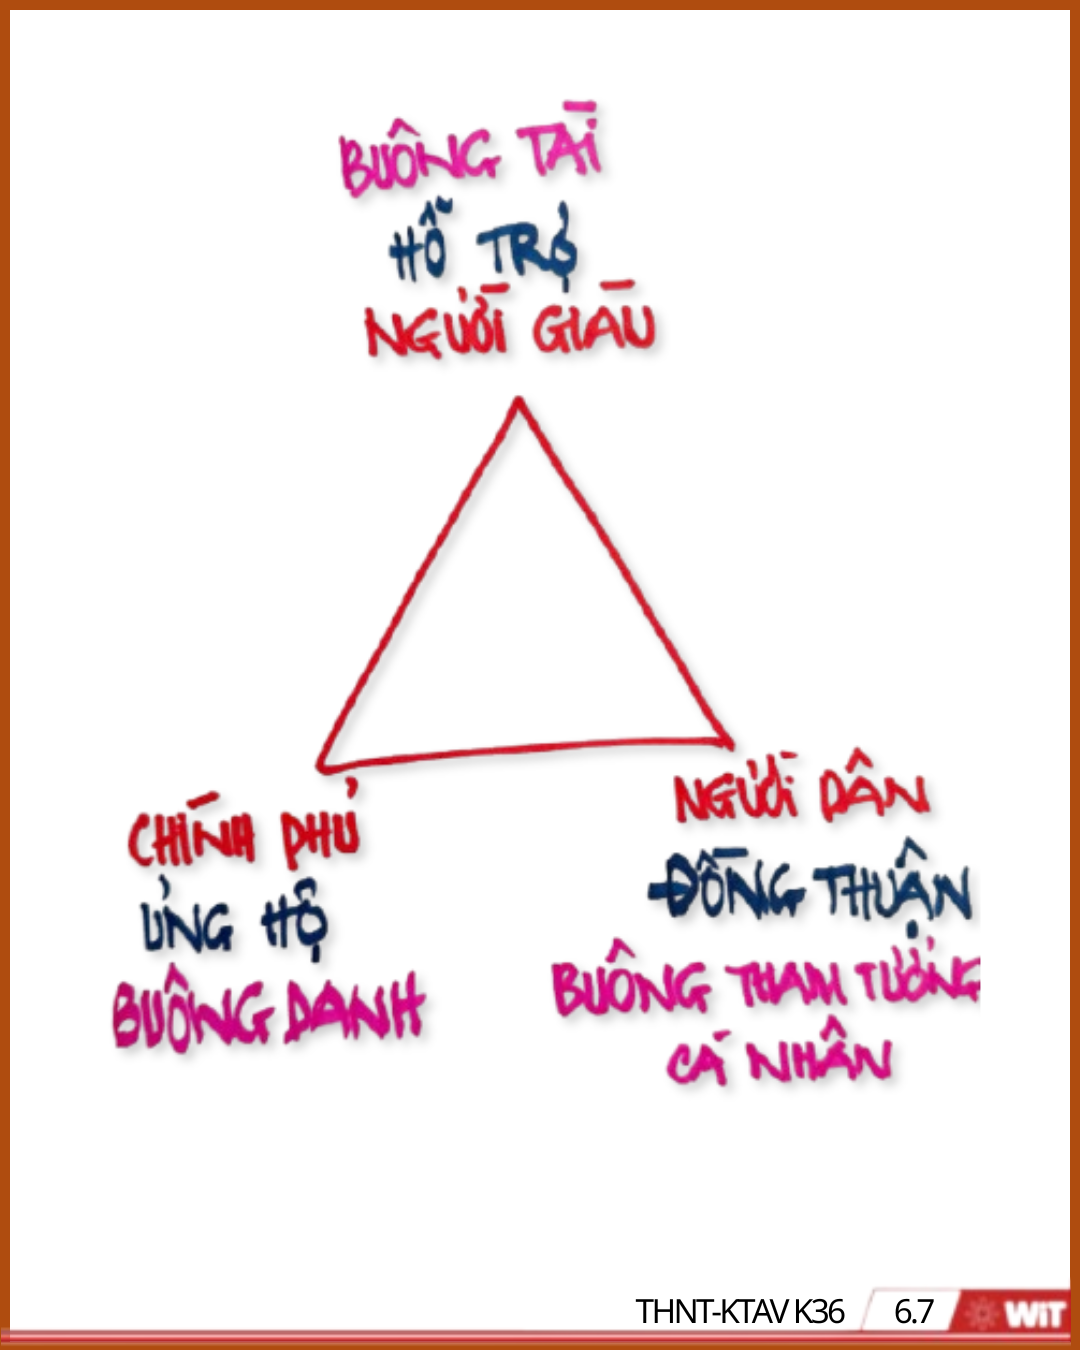 BUÔNG TÀI
HỖ TRỢ
NGƯỜI GIÀU
CHÍNH PHỦ
ỦNG HỘ
BUÔNG DANH
NGƯỜI DÂN
ĐỒNG THUẬN
BUÔNG THAM TƯỞNG
CÁ NHÂN
THNT-KTAV K36 6.7 WiT